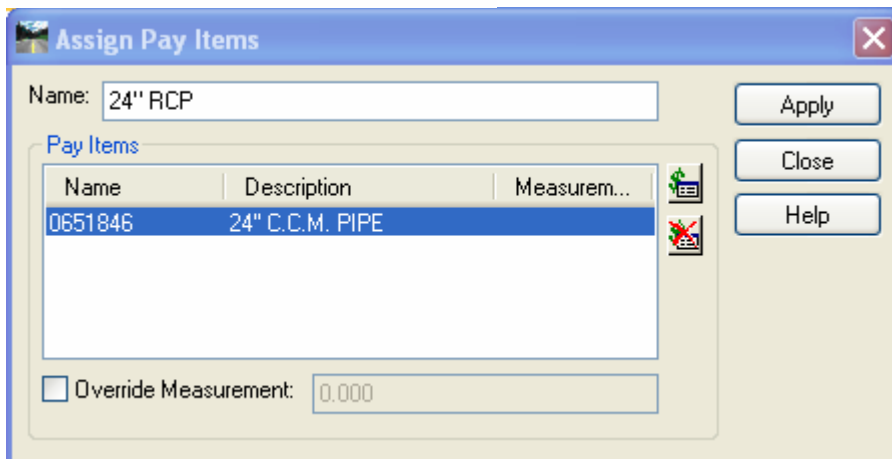 Assign Pay Items
Name: 24" RCP
Apply
Pay Items
Close
Name Description Measurem...
Help
0651846 24" C.C.M. PIPE
Override Measurement: 0.000